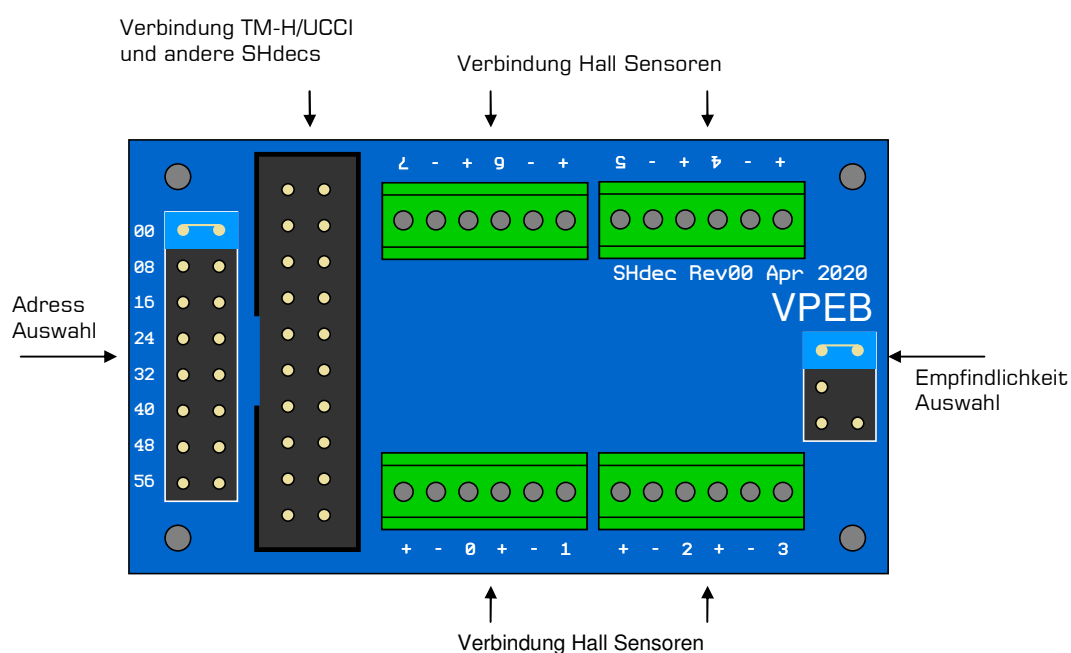 Verbindung TM-H/UCCI
und andere SHdecs
Verbindung Hall Sensoren
7 - + 6 - + 5 - + 4 - +
00
08
16
24
32
40
48
56
SHdec Rev00 Apr 2020
VPEB
Adress
Auswahl
Empfindlichkeit
Auswahl
+ - 0 + - 1 + - 2 + - 3
Verbindung Hall Sensoren